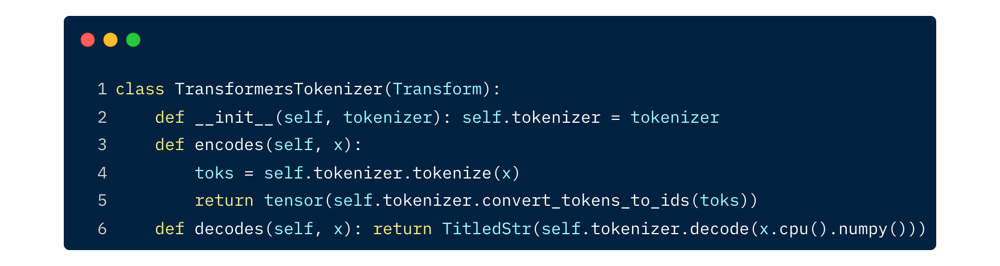 1 class TransformersTokenizer(Transform):
2     def __init__(self, tokenizer): self.tokenizer = tokenizer
3     def encodes(self, x):
4         toks = self.tokenizer.tokenize(x)
5         return tensor(self.tokenizer.convert_tokens_to_ids(toks))
6     def decodes(self, x): return TitledStr(self.tokenizer.decode(x.cpu().numpy()))